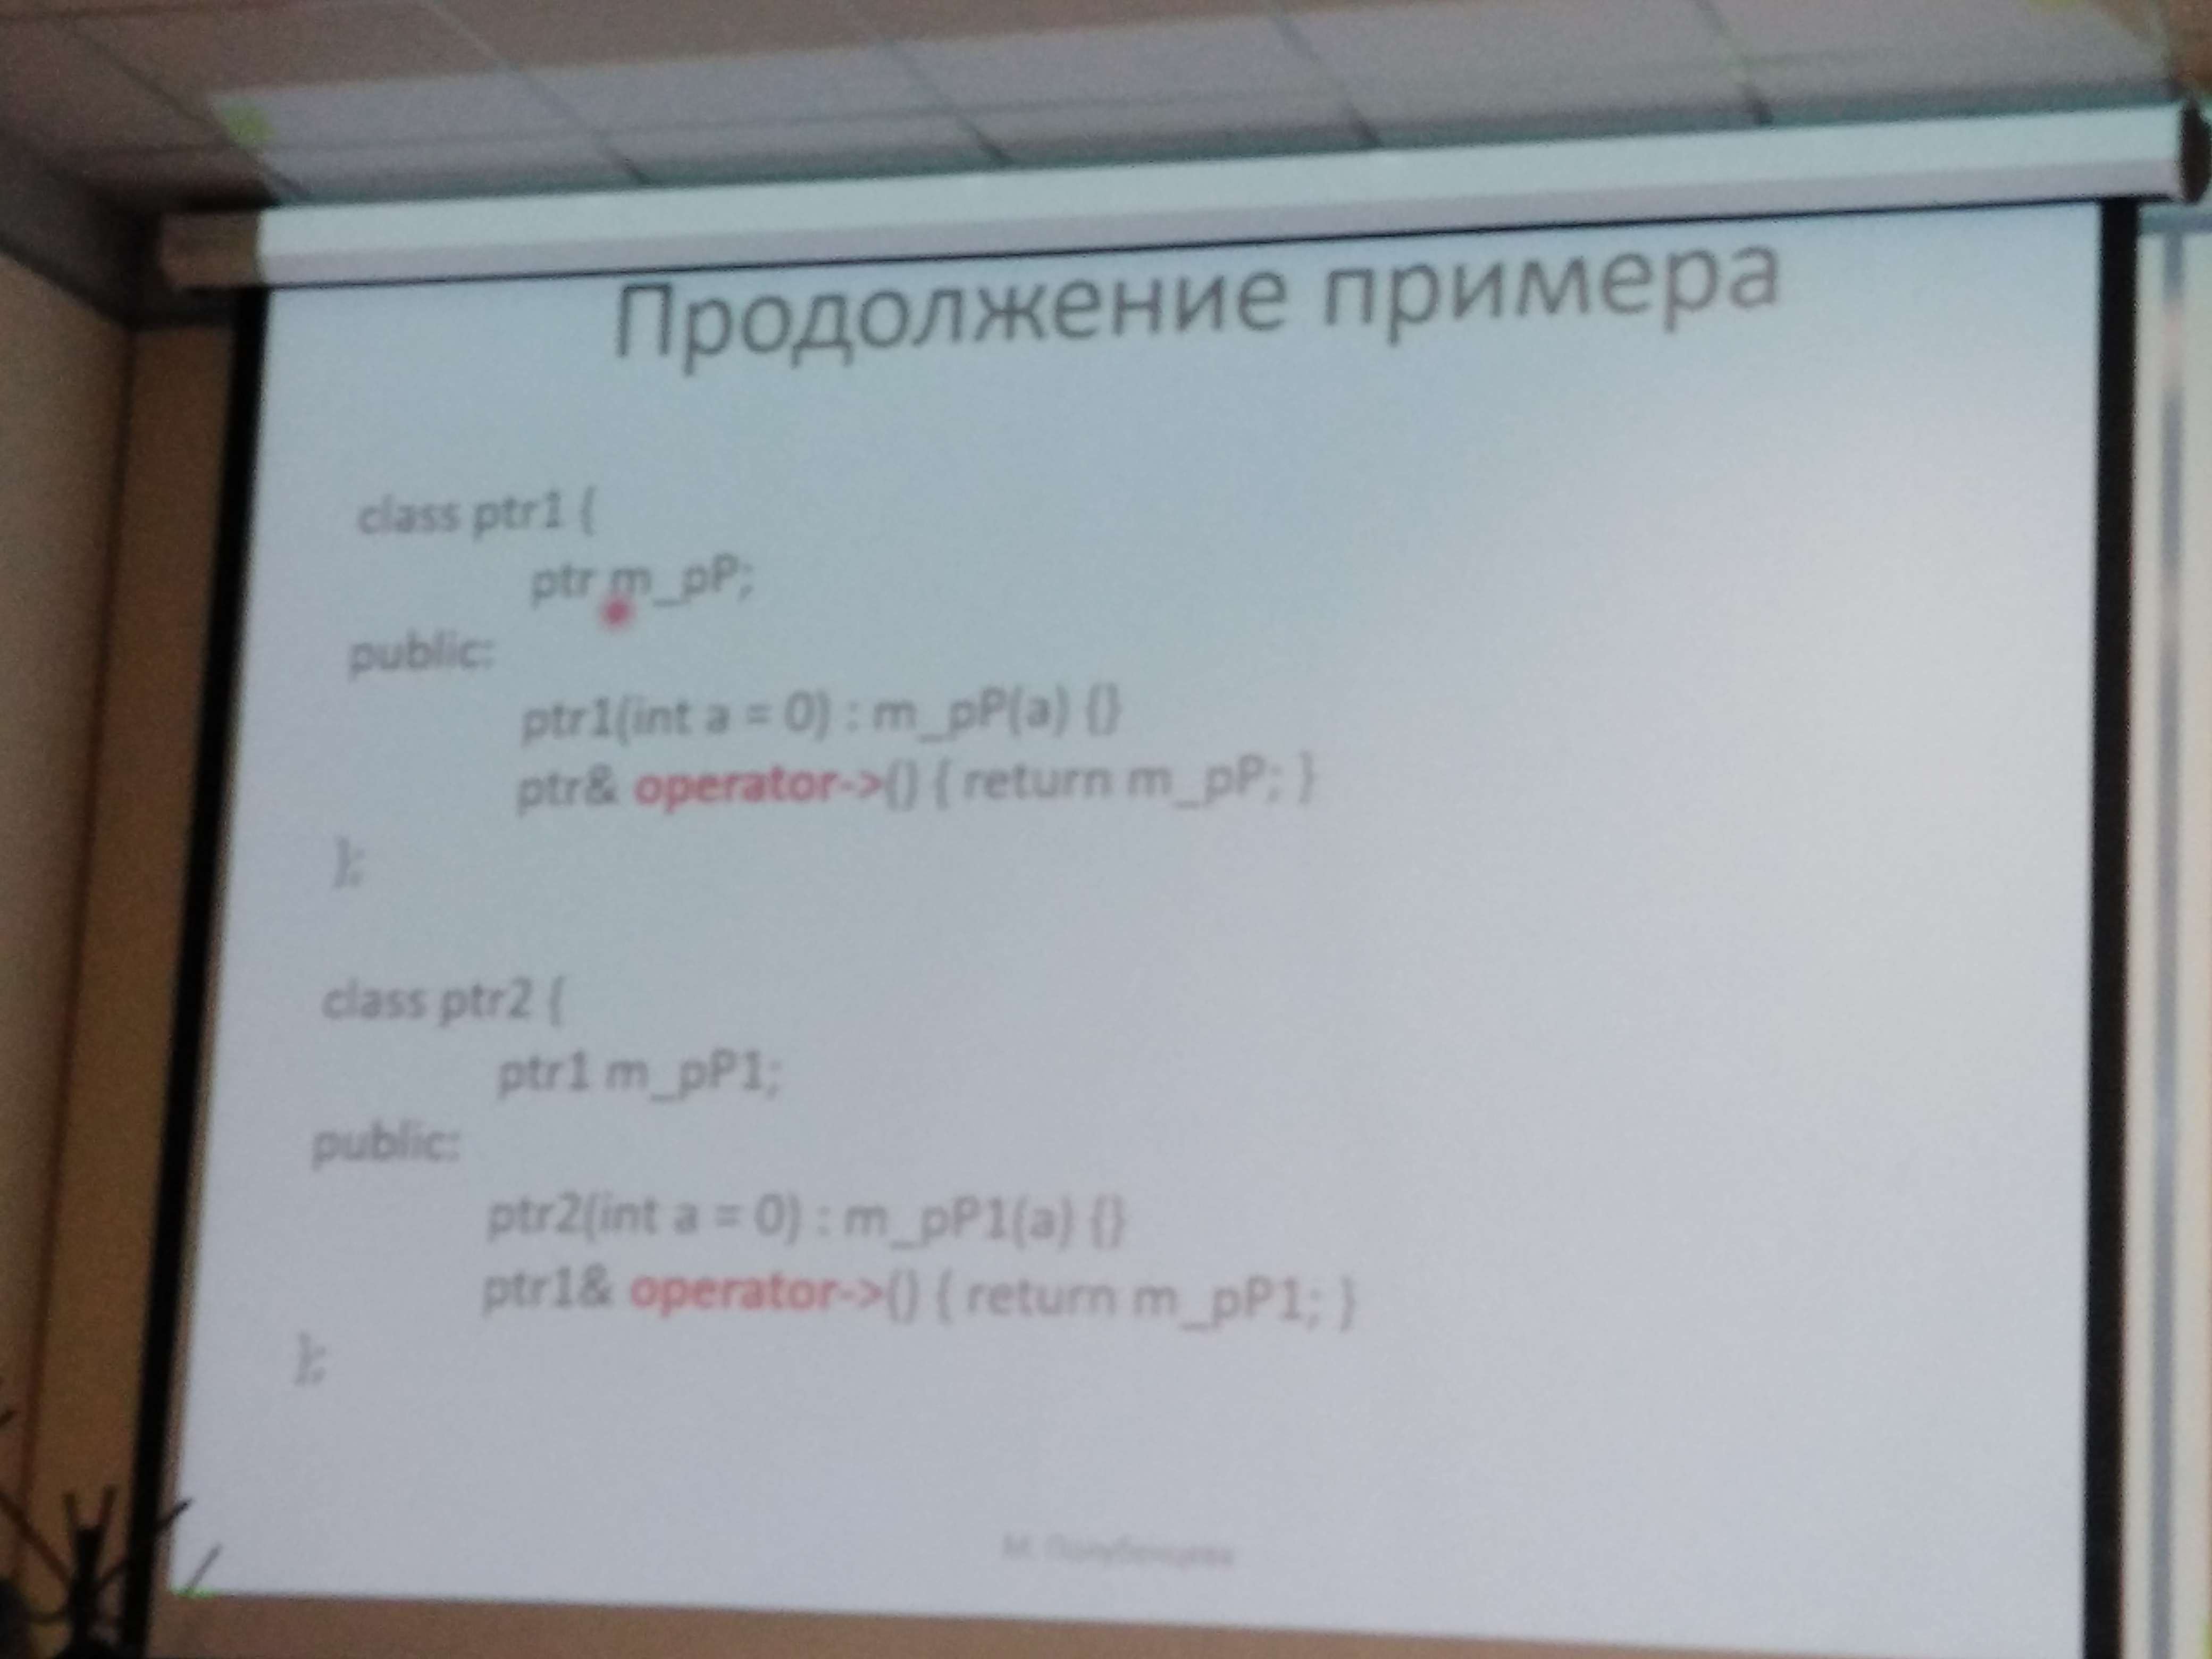 Продолжение примера
class ptr1 {
ptr m_pP;
public:
ptr1(int a = 0) : m_pP(a) {}
ptr& operator->() { return m_pP; }
};
class ptr2 {
ptr1 m_pP1;
public:
ptr2(int a = 0) : m_pP1(a) {}
ptr1& operator->() { return m_pP1; }
};
М. Полубенцева